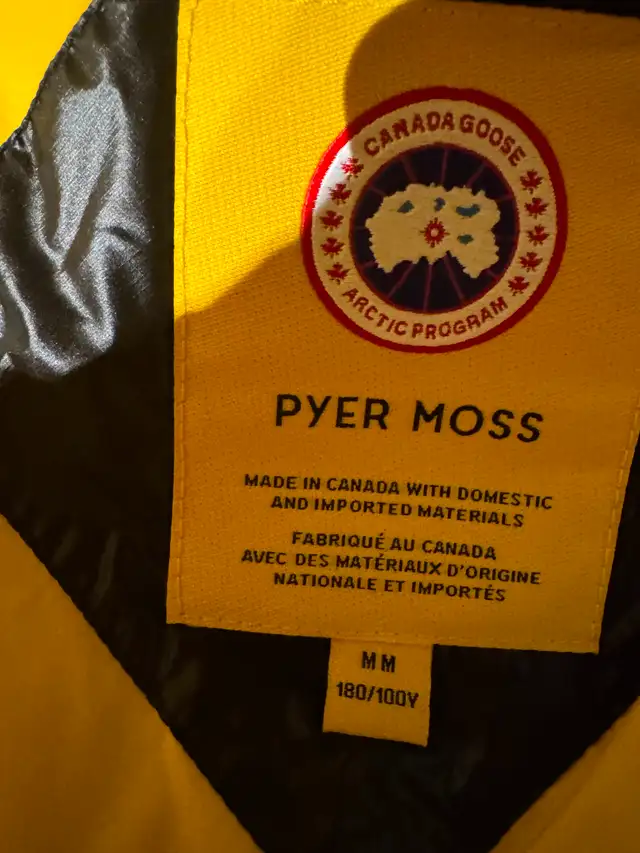 CANADA GOOSE
ARCTIC PROGRAM
PYER MOSS
MADE IN CANADA WITH DOMESTIC
AND IMPORTED MATERIALS
FABRIQUÉ AU CANADA
AVEC DES MATÉRIAUX D'ORIGINE
NATIONALE ET IMPORTÉS
MM
180/100Y